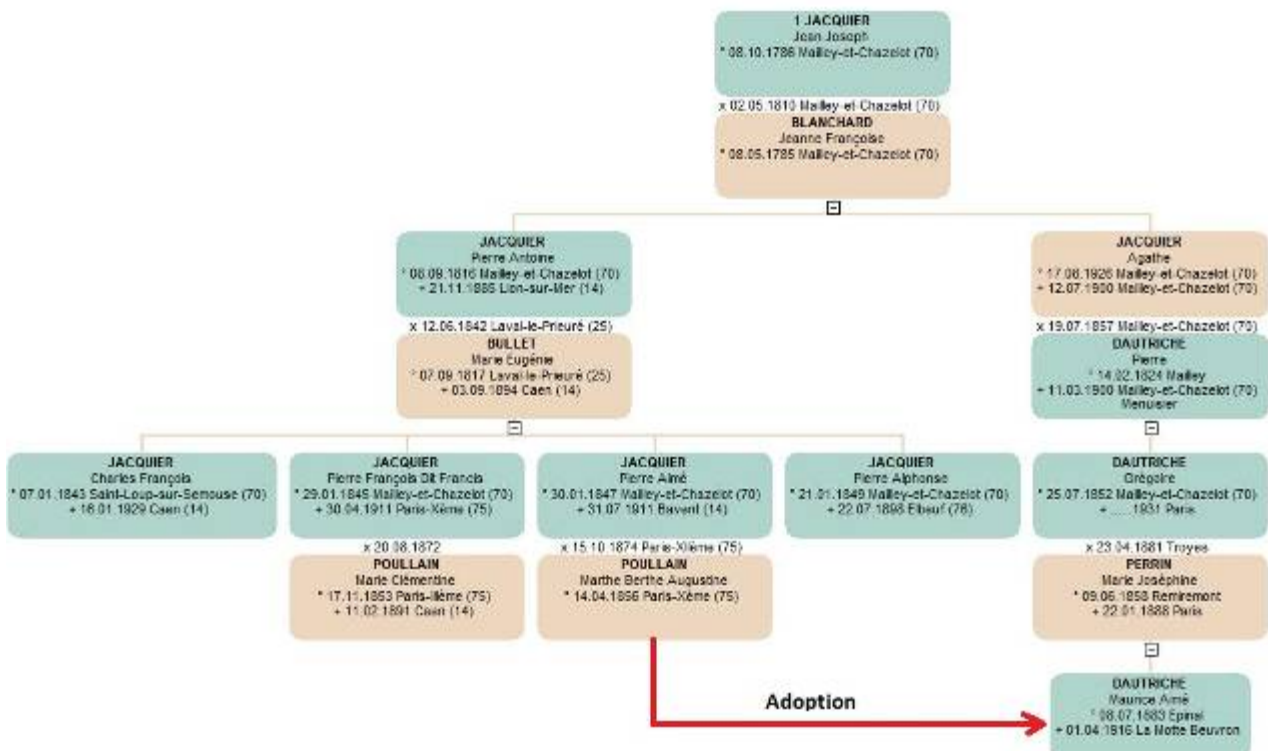 1 JACQUIER
Jean Joseph
* 08.10.1786 Mailley-et-Chazelot (70)
x 02.05.1810 Mailley-et-Chazelot (70)
BLANCHARD
Jeanne Françoise
* 08.05.1785 Mailley-et-Chazelot (70)
JACQUIER
Pierre Antoine
* 08.09.1816 Mailley-et-Chazelot (70)
+ 21.11.1885 Lion-sur-Mer (14)
x 12.06.1842 Laval-le-Prieuré (25)
BULLET
Marie Eugénie
* 07.09.1817 Laval-le-Prieuré (25)
+ 03.09.1894 Caen (14)
JACQUIER
Agathe
* 17.08.1926 Mailley-et-Chazelot (70)
+ 12.07.1900 Mailley-et-Chazelot (70)
x 19.07.1857 Mailley-et-Chazelot (70)
DAUTRICHE
Pierre
* 14.02.1824 Mailley
+ 11.03.1900 Mailley-et-Chazelot (70)
Menuisier
JACQUIER
Charles François
* 07.01.1843 Saint-Loup-sur-Semouse (70)
+ 16.01.1929 Caen (14)
JACQUIER
Pierre François Dit Francis
* 29.01.1845 Mailley-et-Chazelot (70)
+ 30.04.1911 Paris-Xème (75)
x 20.08.1872
POULLAIN
Marie Clémentine
* 17.11.1853 Paris-IIIème (75)
+ 11.02.1891 Caen (14)
JACQUIER
Pierre Aimé
* 30.01.1847 Mailley-et-Chazelot (70)
+ 31.07.1911 Bavent (14)
x 15.10.1874 Paris-XIIème (75)
POULLAIN
Marthe Berthe Augustine
* 14.04.1856 Paris-Xème (75)
JACQUIER
Pierre Alphonse
* 21.01.1849 Mailley-et-Chazelot (70)
+ 22.07.1898 Elbeuf (76)
DAUTRICHE
Grégoire
* 25.07.1852 Mailley-et-Chazelot (70)
+ ......1931 Paris
x 23.04.1881 Troyes
PERRIN
Marie Joséphine
* 09.06.1858 Remiremont
+ 22.01.1888 Paris
Adoption
DAUTRICHE
Maurice Aimé
* 08.07.1883 Epinal
+ 01.04.1916 La Motte Beuvron